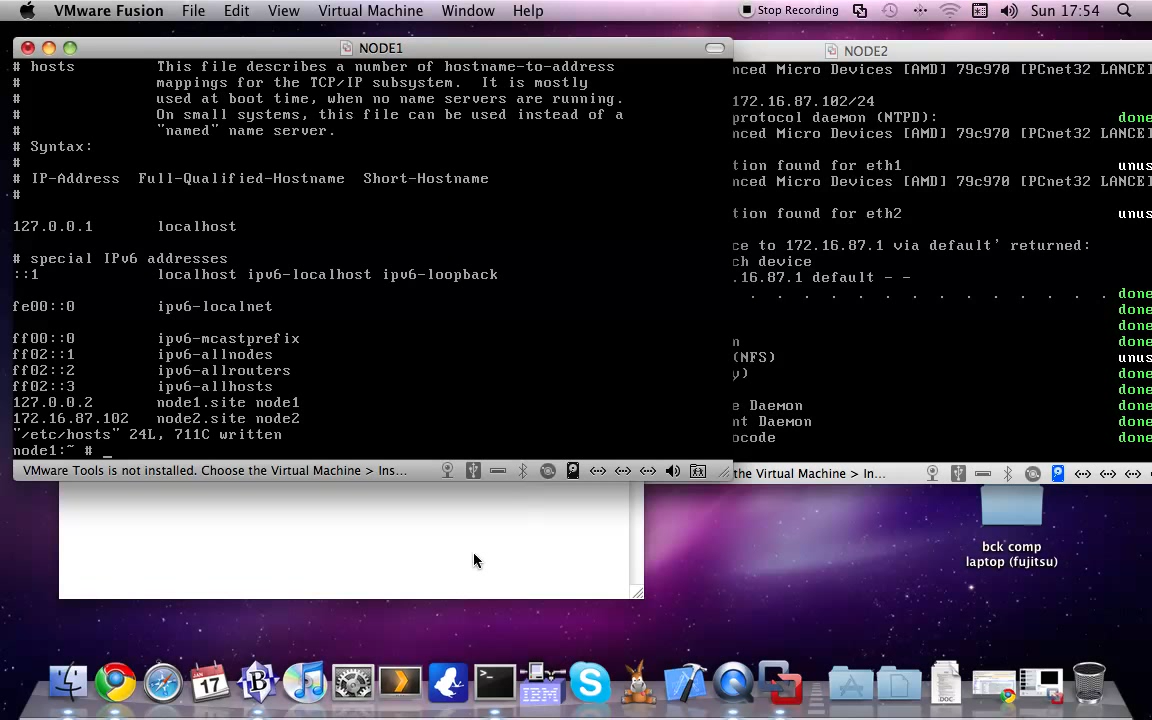 VMware Fusion File Edit View Virtual Machine Window Help Stop Recording Sun 17:54
NODE1
# hosts This file describes a number of hostname-to-address
# mappings for the TCP/IP subsystem. It is mostly
# used at boot time, when no name servers are running.
# On small systems, this file can be used instead of a
# "named" name server.
# Syntax:
#
# IP-Address Full-Qualified-Hostname Short-Hostname
#
127.0.0.1 localhost
# special IPv6 addresses
::1 localhost ipv6-localhost ipv6-loopback
fe00::0 ipv6-localnet
ff00::0 ipv6-mcastprefix
ff02::1 ipv6-allnodes
ff02::2 ipv6-allrouters
ff02::3 ipv6-allhosts
127.0.0.2 node1.site node1
172.16.87.102 node2.site node2
"/etc/hosts" 24L, 711C written
node1:~ # _
VMware Tools is not installed. Choose the Virtual Machine > Ins...
NODE2
nced Micro Devices [AMD] 79c970 [PCnet32 LANCE]
172.16.87.102/24
protocol daemon (NTPD): done
nced Micro Devices [AMD] 79c970 [PCnet32 LANCE]
tion found for eth1 unus
nced Micro Devices [AMD] 79c970 [PCnet32 LANCE]
tion found for eth2 unus
ce to 172.16.87.1 via default' returned:
ch device
.16.87.1 default - -
. . . . . . . . . . . . . . . done
done
done
n done
(NFS) unus
y) done
done
e Daemon done
nt Daemon done
ocode done
the Virtual Machine > In...
bck comp
laptop (fujitsu)
JAN
17
B
IBM
DOC